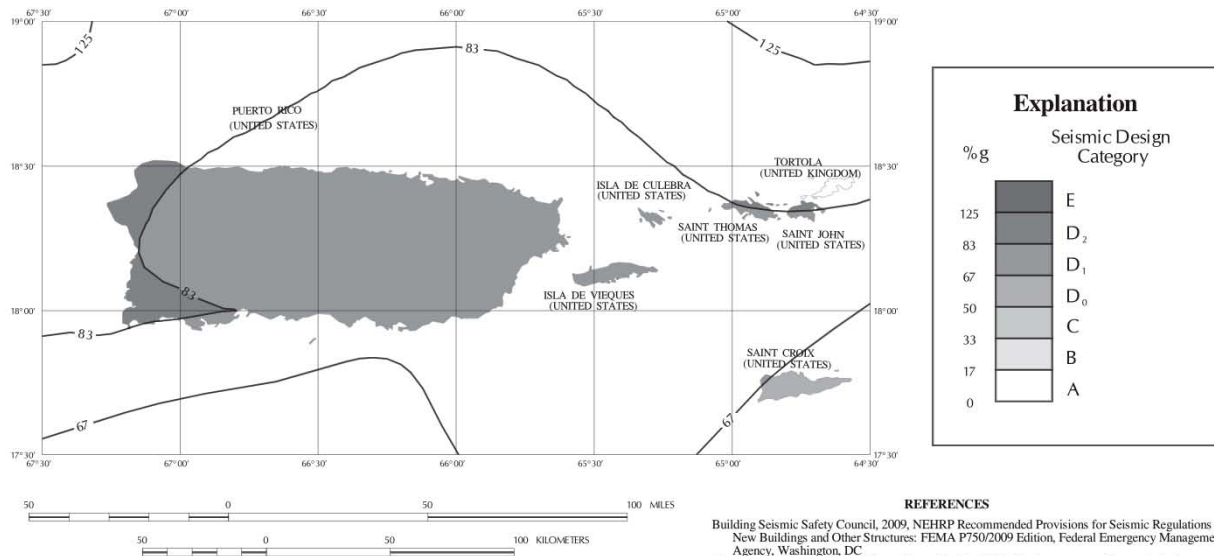 67°30' 67°00' 66°30' 66°00' 65°30' 65°00' 64°30'
19°00' 19°00'
125
83
125
PUERTO RICO
(UNITED STATES)
18°30' 18°30'
TORTOLA
(UNITED KINGDOM)
ISLA DE CULEBRA
(UNITED STATES)
SAINT THOMAS
(UNITED STATES)
SAINT JOHN
(UNITED STATES)
83
ISLA DE VIEQUES
(UNITED STATES)
18°00' 18°00'
83
SAINT CROIX
(UNITED STATES)
67
67
17°30' 17°30'
67°30' 67°00' 66°30' 66°00' 65°30' 65°00' 64°30'
Explanation
%g
Seismic Design
Category
E
125
D₂
83
D₁
67
D₀
50
C
33
B
17
A
0
50 0 50 100 MILES
50 0 50 100 KILOMETERS
REFERENCES
Building Seismic Safety Council, 2009, NEHRP Recommended Provisions for Seismic Regulations
New Buildings and Other Structures: FEMA P750/2009 Edition, Federal Emergency Manageme
Agency, Washington, DC